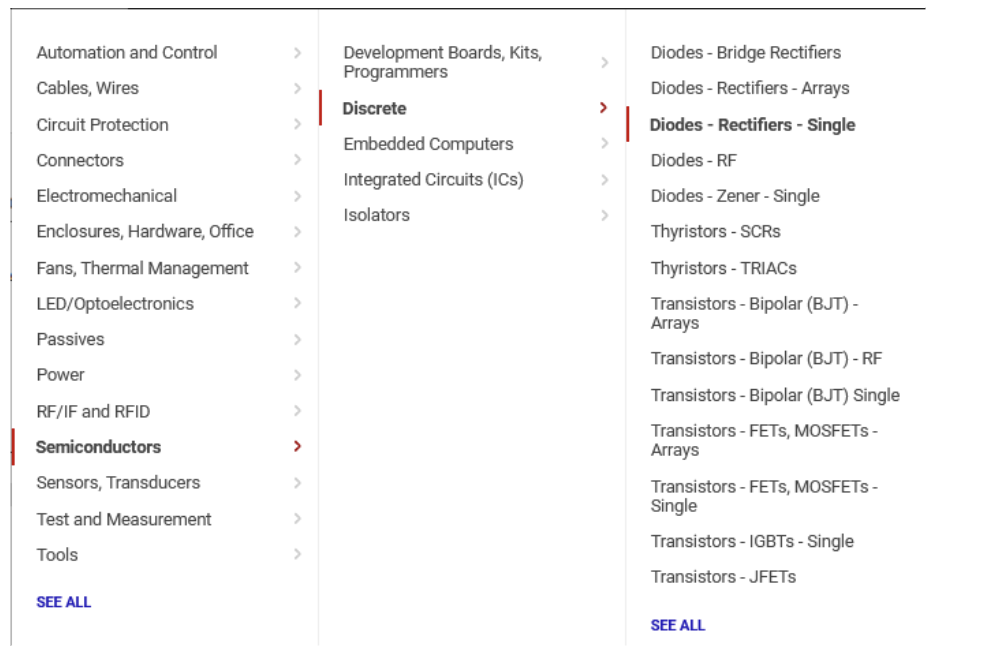 Automation and Control
Cables, Wires
Circuit Protection
Connectors
Electromechanical
Enclosures, Hardware, Office
Fans, Thermal Management
LED/Optoelectronics
Passives
Power
RF/IF and RFID
Semiconductors
Sensors, Transducers
Test and Measurement
Tools
SEE ALL
Development Boards, Kits,
Programmers
Discrete
Embedded Computers
Integrated Circuits (ICs)
Isolators
Diodes - Bridge Rectifiers
Diodes - Rectifiers - Arrays
Diodes - Rectifiers - Single
Diodes - RF
Diodes - Zener - Single
Thyristors - SCRs
Thyristors - TRIACs
Transistors - Bipolar (BJT) -
Arrays
Transistors - Bipolar (BJT) - RF
Transistors - Bipolar (BJT) Single
Transistors - FETs, MOSFETs -
Arrays
Transistors - FETs, MOSFETs -
Single
Transistors - IGBTs - Single
Transistors - JFETs
SEE ALL